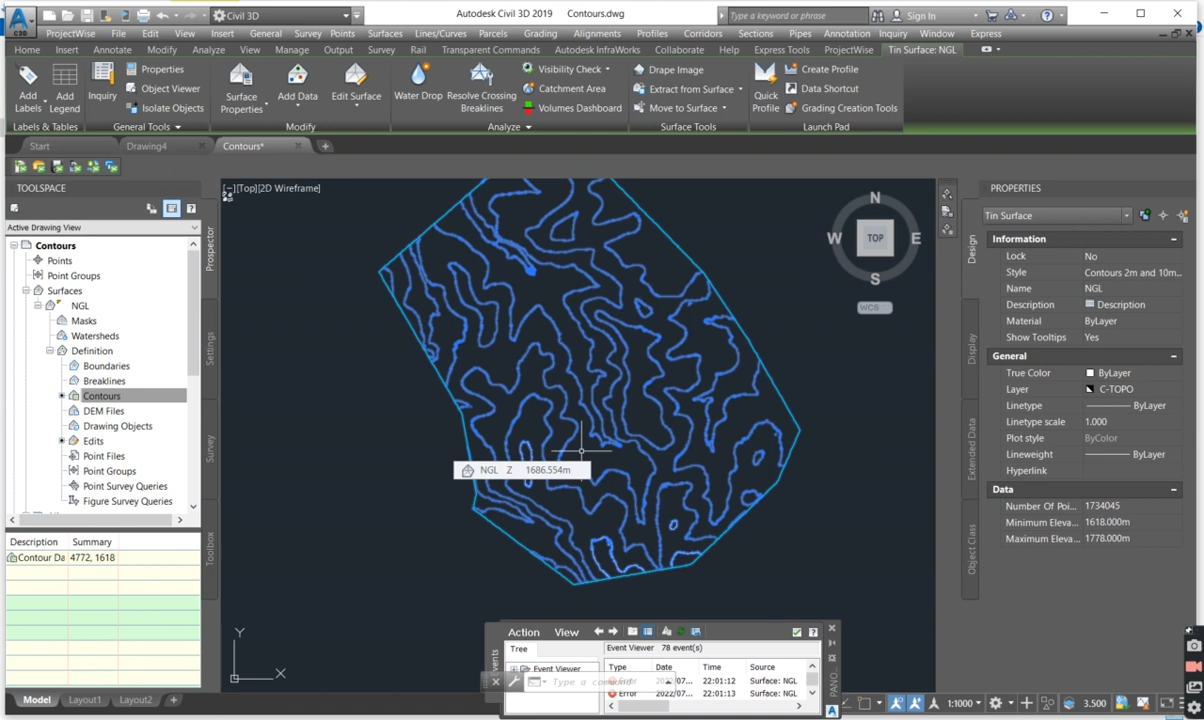 Civil 3D
Autodesk Civil 3D 2019 Contours.dwg
Type a keyword or phrase
Sign In
C3D
ProjectWise File Edit View Insert General Survey Points Surfaces Lines/Curves Parcels Grading Alignments Profiles Corridors Sections Pipes Annotation Inquiry Window Express
Home Insert Annotate Modify Analyze View Manage Output Survey Rail Transparent Commands Autodesk InfraWorks Collaborate Help Express Tools ProjectWise Tin Surface: NGL
Add Labels
Add Legend
Inquiry
Properties
Object Viewer
Isolate Objects
Surface Properties
Add Data
Edit Surface
Water Drop
Resolve Crossing Breaklines
Visibility Check
Catchment Area
Volumes Dashboard
Drape Image
Extract from Surface
Move to Surface
Quick Profile
Create Profile
Data Shortcut
Grading Creation Tools
Labels & Tables General Tools Modify Analyze Surface Tools Launch Pad
Start Drawing4 Contours*
TOOLSPACE
Active Drawing View
Contours
Points
Point Groups
Surfaces
NGL
Masks
Watersheds
Definition
Boundaries
Breaklines
Contours
DEM Files
Drawing Objects
Edits
Point Files
Point Groups
Point Survey Queries
Figure Survey Queries
Description Summary
Contour Da 4772, 1618
Prospector
Settings
Survey
Toolbox
[−][Top][2D Wireframe]
N
W TOP E
S
WCS
NGL Z 1686.554m
Y
X
Action View
Tree
Event Viewer
Event Viewer 78 event(s)
Type Date Time Source
Error 22:01:12 Surface: NGL
Error 2022/07... 22:01:13 Surface: NGL
Type a command
PROPERTIES
Tin Surface
Design
Display
Extended Data
Object Class
Information
Lock No
Style Contours 2m and 10m...
Name NGL
Description Description
Material ByLayer
Show Tooltips Yes
General
True Color ByLayer
Layer C-TOPO
Linetype ByLayer
Linetype scale 1.000
Plot style ByColor
Lineweight ByLayer
Hyperlink
Data
Number Of Poi... 1734045
Minimum Eleva... 1618.000m
Maximum Eleva... 1778.000m
Model Layout1 Layout2 +
1:1000
3.500